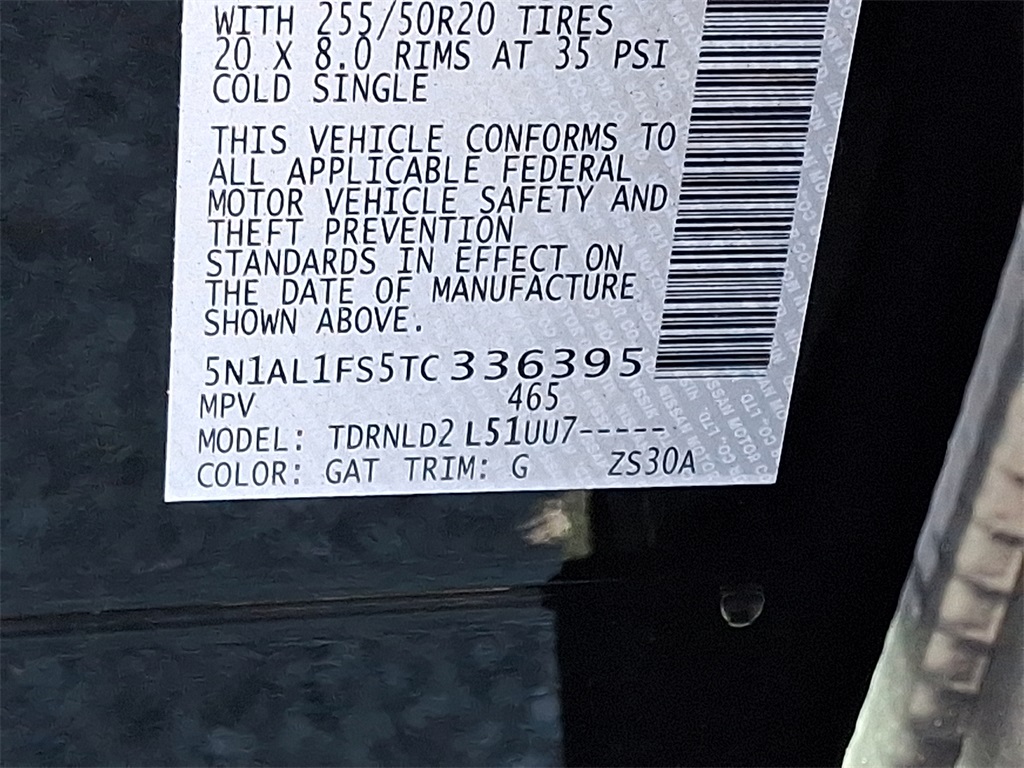 WITH 255/50R20 TIRES
20 X 8.0 RIMS AT 35 PSI
COLD SINGLE
THIS VEHICLE CONFORMS TO
ALL APPLICABLE FEDERAL
MOTOR VEHICLE SAFETY AND
THEFT PREVENTION
STANDARDS IN EFFECT ON
THE DATE OF MANUFACTURE
SHOWN ABOVE.
5N1AL1FS5TC336395
MPV 465
MODEL: TDRNLD2 L51UU7-----
COLOR: GAT TRIM: G ZS30A